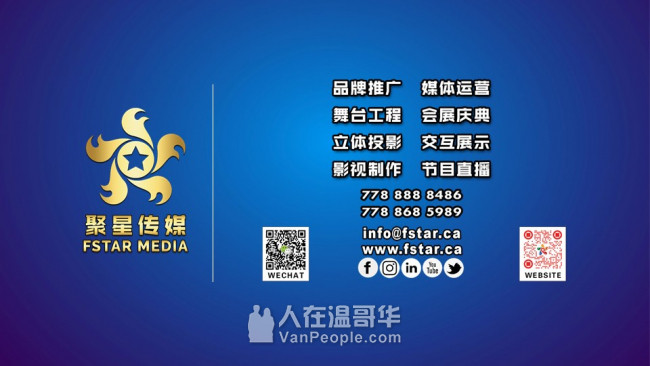 聚星传媒
FSTAR MEDIA
品牌推广 媒体运营
舞台工程 会展庆典
立体投影 交互展示
影视制作 节目直播
778 888 8486
778 868 5989
info@fstar.ca
www.fstar.ca
You Tube
WECHAT
WEBSITE
人在温哥华
VanPeople.com